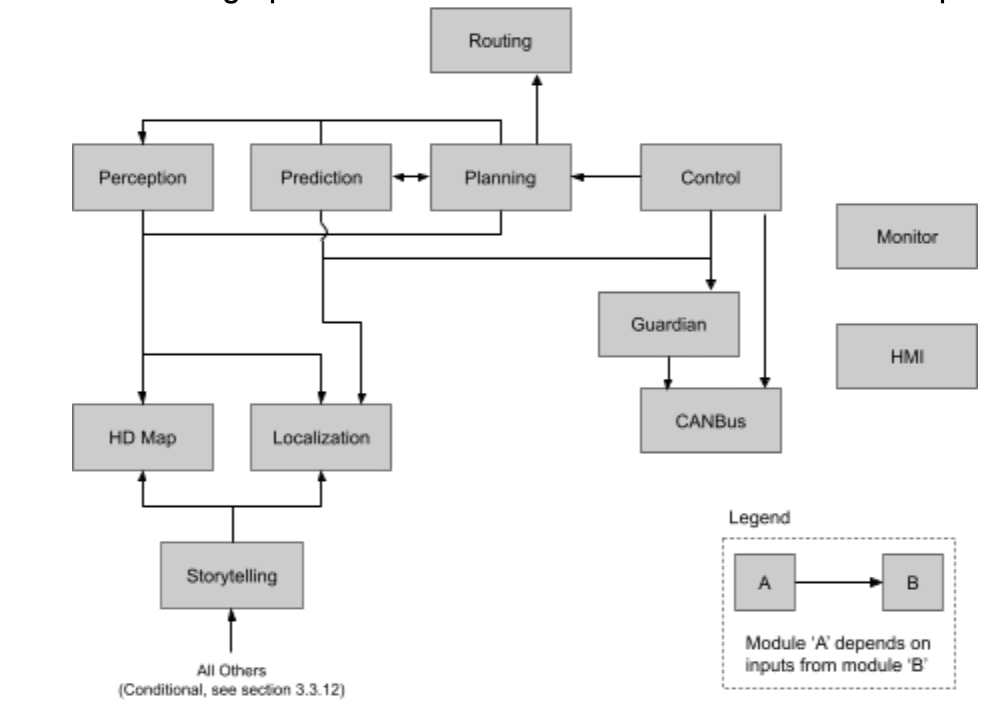 Routing
Perception
Prediction
Planning
Control
Monitor
Guardian
HMI
HD Map
Localization
CANBus
Legend
Storytelling
A
B
Module ‘A’ depends on
inputs from module ‘B’
All Others
(Conditional, see section 3.3.12)